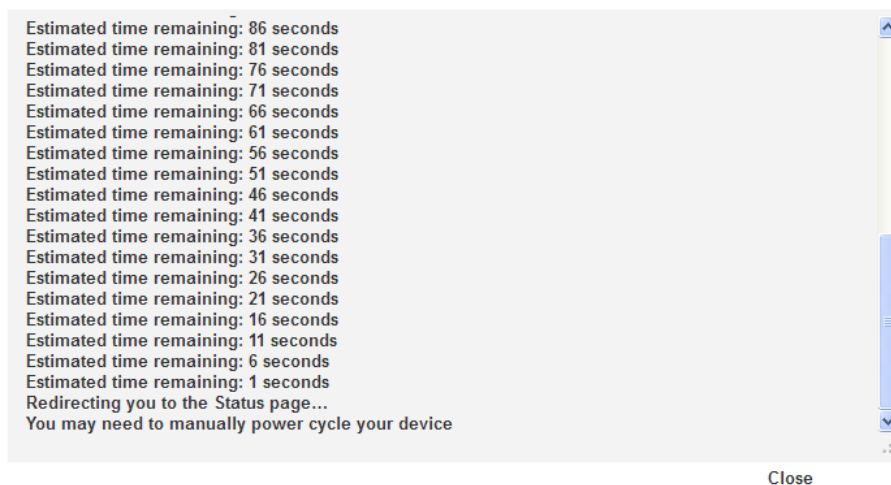 Estimated time remaining: 86 seconds
Estimated time remaining: 81 seconds
Estimated time remaining: 76 seconds
Estimated time remaining: 71 seconds
Estimated time remaining: 66 seconds
Estimated time remaining: 61 seconds
Estimated time remaining: 56 seconds
Estimated time remaining: 51 seconds
Estimated time remaining: 46 seconds
Estimated time remaining: 41 seconds
Estimated time remaining: 36 seconds
Estimated time remaining: 31 seconds
Estimated time remaining: 26 seconds
Estimated time remaining: 21 seconds
Estimated time remaining: 16 seconds
Estimated time remaining: 11 seconds
Estimated time remaining: 6 seconds
Estimated time remaining: 1 seconds
Redirecting you to the Status page...
You may need to manually power cycle your device
Close